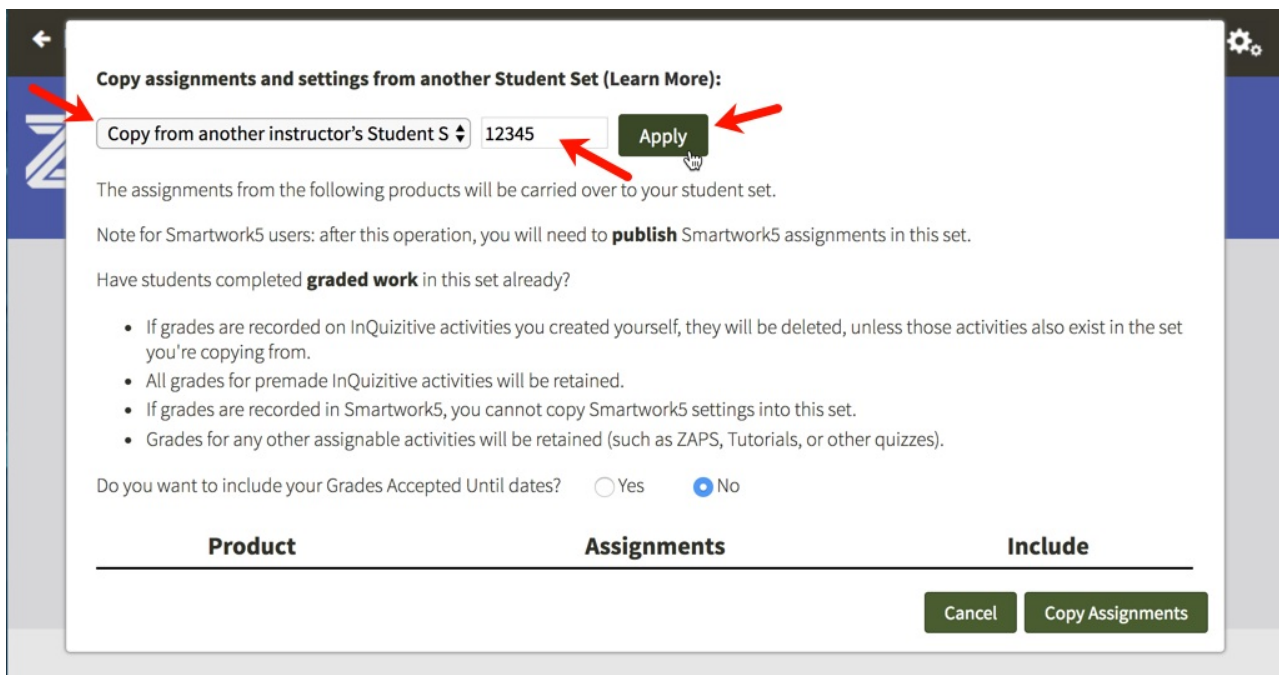 Copy assignments and settings from another Student Set (Learn More):
Copy from another instructor's Student S 12345 Apply
The assignments from the following products will be carried over to your student set.
Note for Smartwork5 users: after this operation, you will need to publish Smartwork5 assignments in this set.
Have students completed graded work in this set already?
• If grades are recorded on InQuizitive activities you created yourself, they will be deleted, unless those activities also exist in the set
you're copying from.
• All grades for premade InQuizitive activities will be retained.
• If grades are recorded in Smartwork5, you cannot copy Smartwork5 settings into this set.
• Grades for any other assignable activities will be retained (such as ZAPS, Tutorials, or other quizzes).
Do you want to include your Grades Accepted Until dates? Yes No
Product Assignments Include
Cancel Copy Assignments